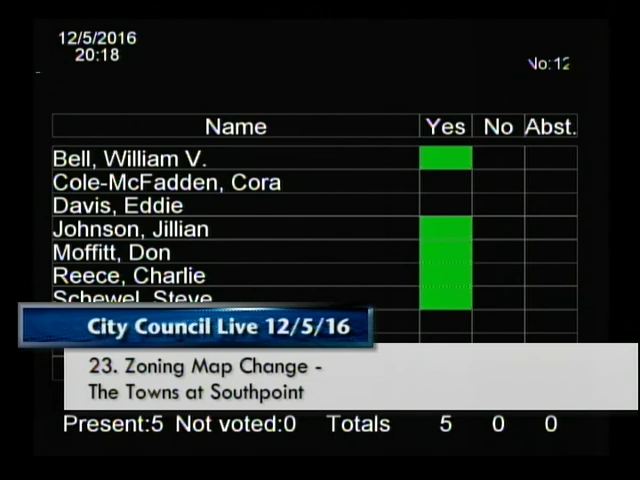 12/5/2016
20:18
No:12
Name Yes No Abst.
Bell, William V.
Cole-McFadden, Cora
Davis, Eddie
Johnson, Jillian
Moffitt, Don
Reece, Charlie
Schewel, Steve
City Council Live 12/5/16
23. Zoning Map Change -
The Towns at Southpoint
Present:5 Not voted:0 Totals 5 0 0